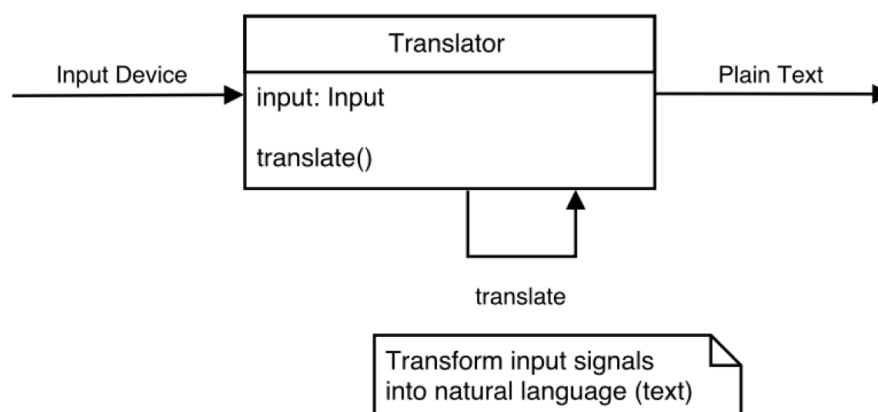 Translator
Input Device
Plain Text
input: Input
translate()
translate
Transform input signals
into natural language (text)